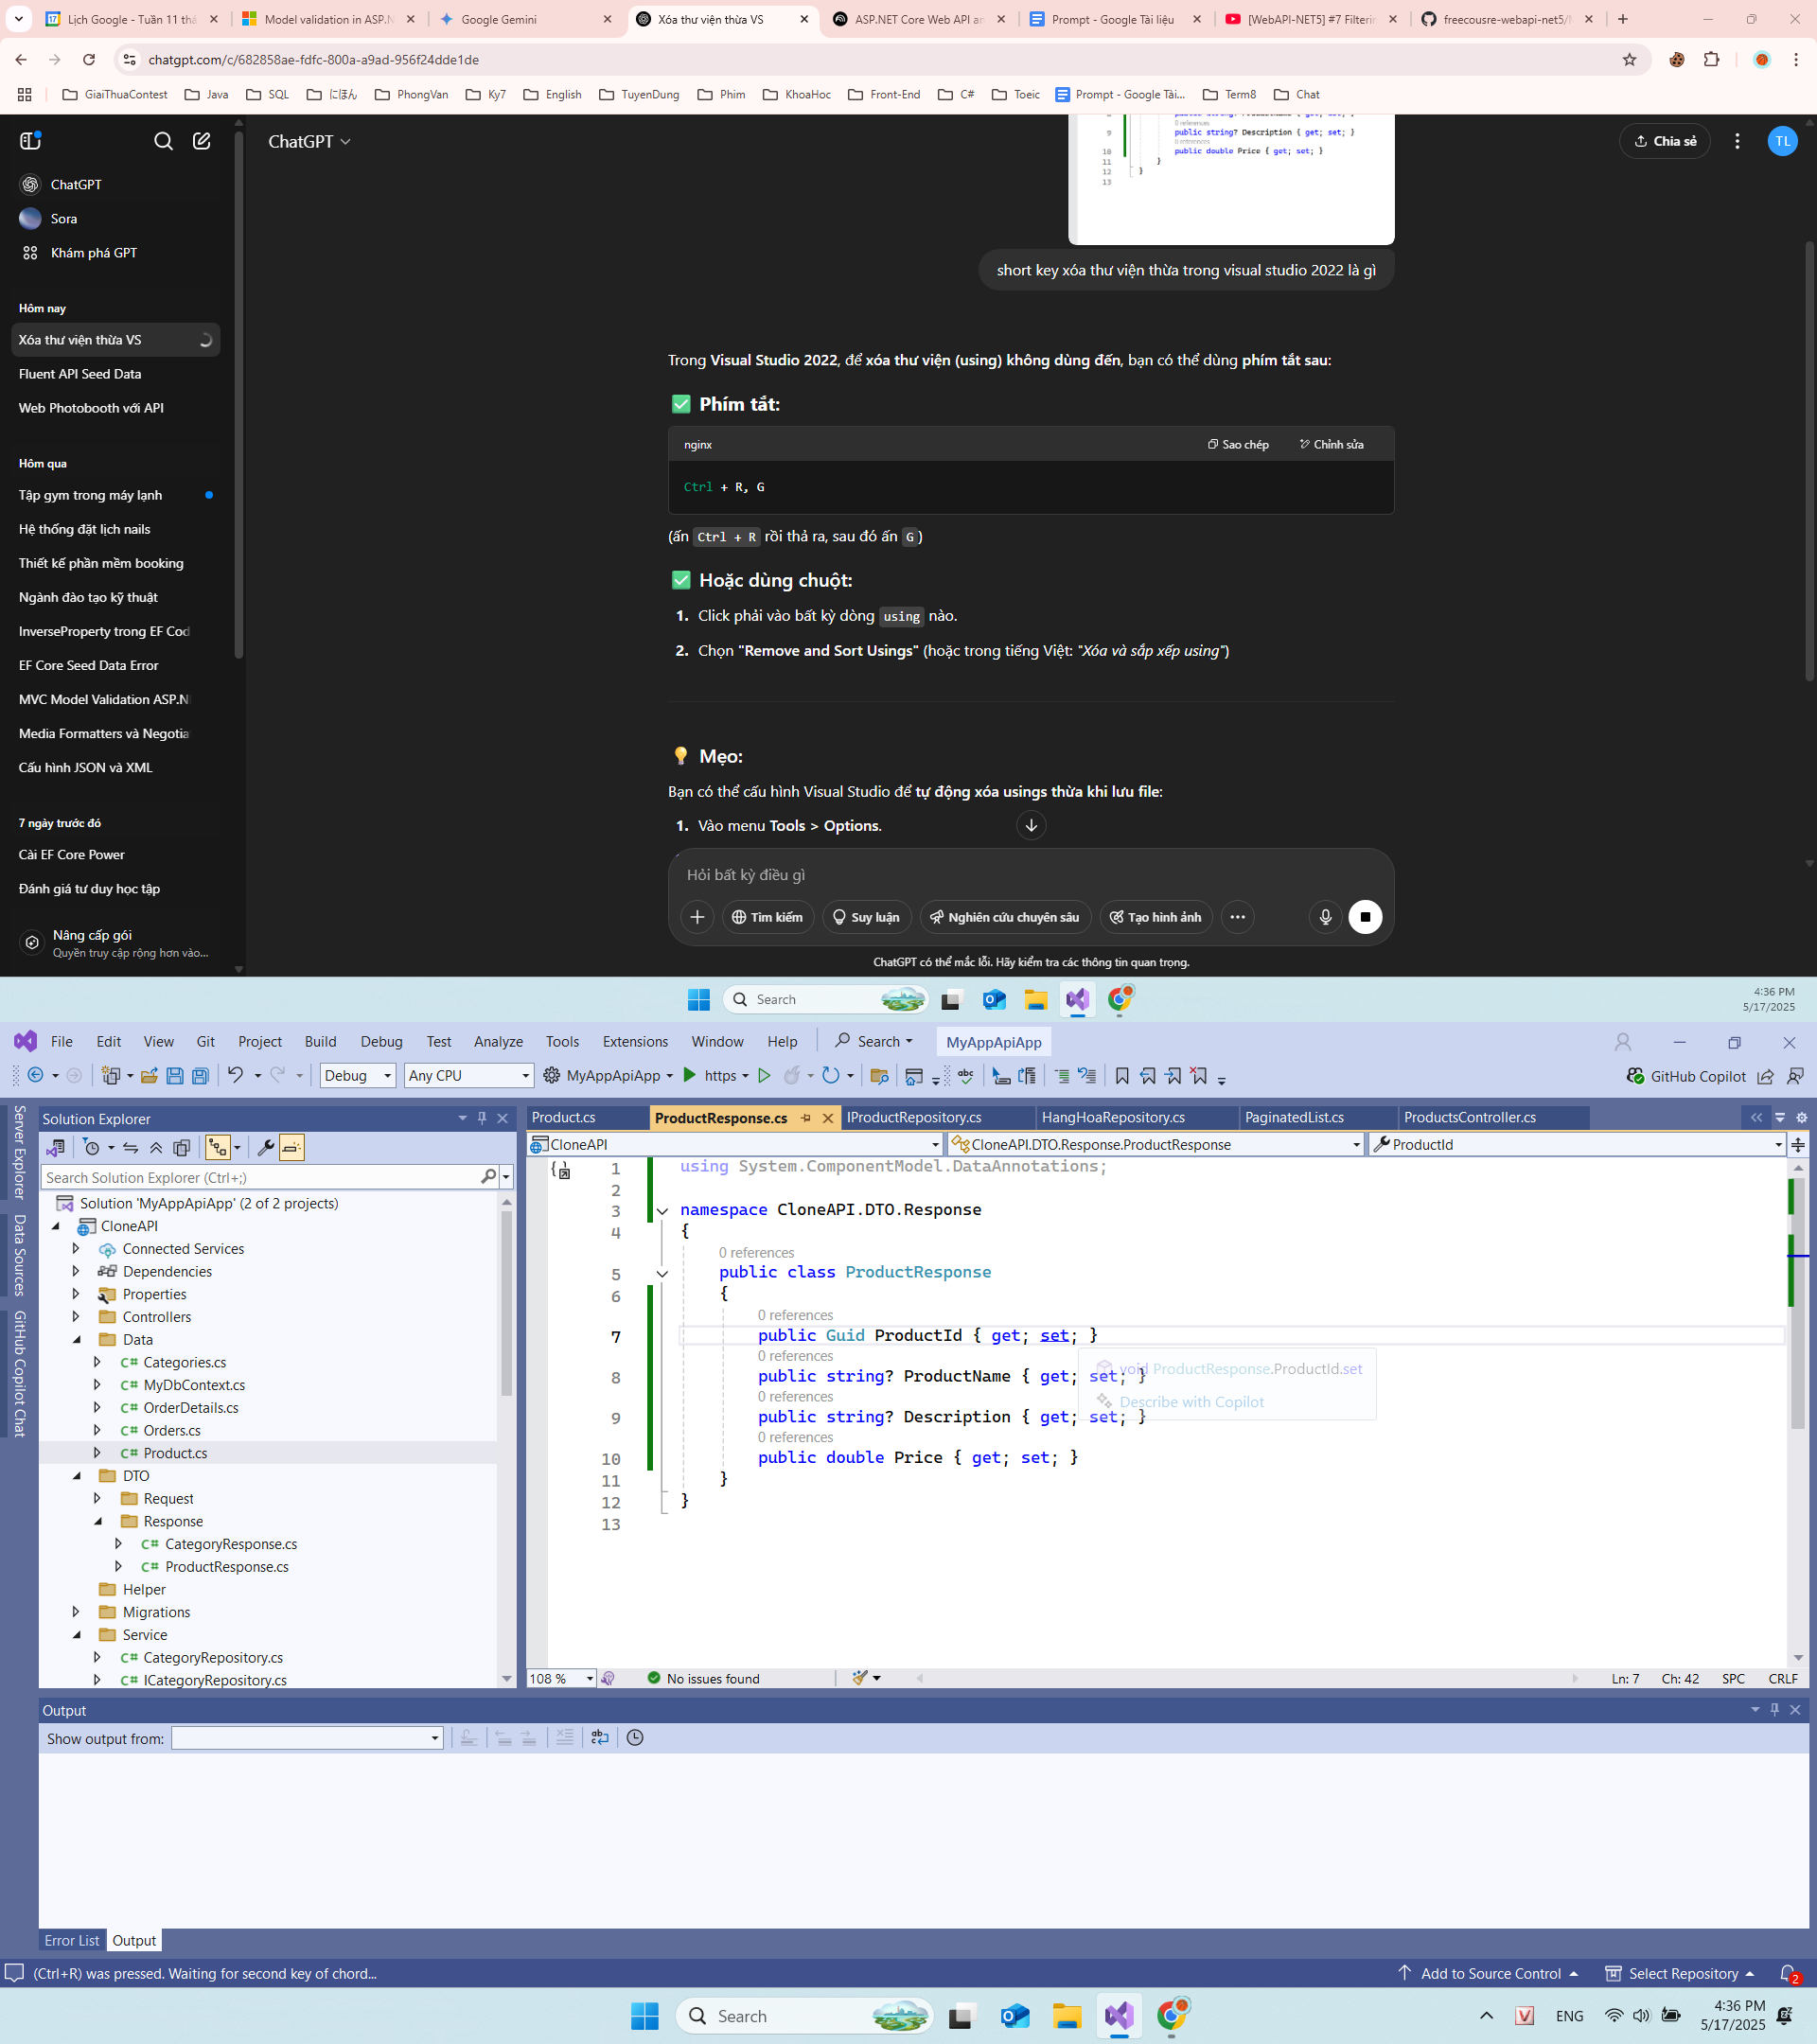 Lịch Google - Tuần 11 thá
Model validation in ASP.N
Google Gemini
Xóa thư viện thừa VS
ASP.NET Core Web API an
Prompt - Google Tài liệu
[WebAPI-NET5] #7 Filterin
freecousre-webapi-net5/
chatgpt.com/c/682858ae-fdfc-800a-a9ad-956f24dde1de
GiaiThuaContest
Java
SQL
にほん
PhongVan
Ky7
English
TuyenDung
Phim
KhoaHoc
Front-End
C#
Toeic
Prompt - Google Tài...
Term8
Chat
ChatGPT
Chia sẻ
TL
ChatGPT
Sora
Khám phá GPT
Hôm nay
Xóa thư viện thừa VS
Fluent API Seed Data
Web Photobooth với API
Hôm qua
Tập gym trong máy lạnh
Hệ thống đặt lịch nails
Thiết kế phần mềm booking
Ngành đào tạo kỹ thuật
InverseProperty trong EF Cod
EF Core Seed Data Error
MVC Model Validation ASP.N
Media Formatters và Negotia
Cấu hình JSON và XML
7 ngày trước đó
Cài EF Core Power
Đánh giá tư duy học tập
Nâng cấp gói
Quyền truy cập rộng hơn vào...
0 references
9 public string? Description { get; set; }
0 references
10 public double Price { get; set; }
11 }
12 }
13
short key xóa thư viện thừa trong visual studio 2022 là gì
Trong Visual Studio 2022, để xóa thư viện (using) không dùng đến, bạn có thể dùng phím tắt sau:
✅ Phím tắt:
nginx
Sao chép
Chỉnh sửa
Ctrl + R, G
(ấn Ctrl + R rồi thả ra, sau đó ấn G)
✅ Hoặc dùng chuột:
1. Click phải vào bất kỳ dòng using nào.
2. Chọn "Remove and Sort Usings" (hoặc trong tiếng Việt: "Xóa và sắp xếp using")
💡 Mẹo:
Bạn có thể cấu hình Visual Studio để tự động xóa usings thừa khi lưu file:
1. Vào menu Tools > Options.
Hỏi bất kỳ điều gì
Tìm kiếm
Suy luận
Nghiên cứu chuyên sâu
Tạo hình ảnh
ChatGPT có thể mắc lỗi. Hãy kiểm tra các thông tin quan trọng.
Search
4:36 PM
5/17/2025
File Edit View Git Project Build Debug Test Analyze Tools Extensions Window Help
Search
MyAppApiApp
Debug
Any CPU
MyAppApiApp
https
abc
GitHub Copilot
Server Explorer
Data Sources
GitHub Copilot Chat
Solution Explorer
Search Solution Explorer (Ctrl+;)
Solution 'MyAppApiApp' (2 of 2 projects)
CloneAPI
Connected Services
Dependencies
Properties
Controllers
Data
C# Categories.cs
C# MyDbContext.cs
C# OrderDetails.cs
C# Orders.cs
C# Product.cs
DTO
Request
Response
C# CategoryResponse.cs
C# ProductResponse.cs
Helper
Migrations
Service
C# CategoryRepository.cs
C# ICategoryRepository.cs
Product.cs
ProductResponse.cs
IProductRepository.cs
HangHoaRepository.cs
PaginatedList.cs
ProductsController.cs
CloneAPI
CloneAPI.DTO.Response.ProductResponse
ProductId
1 using System.ComponentModel.DataAnnotations;
2
3 namespace CloneAPI.DTO.Response
4 {
0 references
5 public class ProductResponse
6 {
0 references
7 public Guid ProductId { get; set; }
0 references
8 public string? ProductName { get; set; }
0 references
9 public string? Description { get; set; }
0 references
10 public double Price { get; set; }
11 }
12 }
13
void ProductResponse.ProductId.set
Describe with Copilot
108 %
No issues found
Ln: 7
Ch: 42
SPC
CRLF
Output
Show output from:
Error List
Output
(Ctrl+R) was pressed. Waiting for second key of chord...
Add to Source Control
Select Repository
2
Search
ENG
4:36 PM
5/17/2025